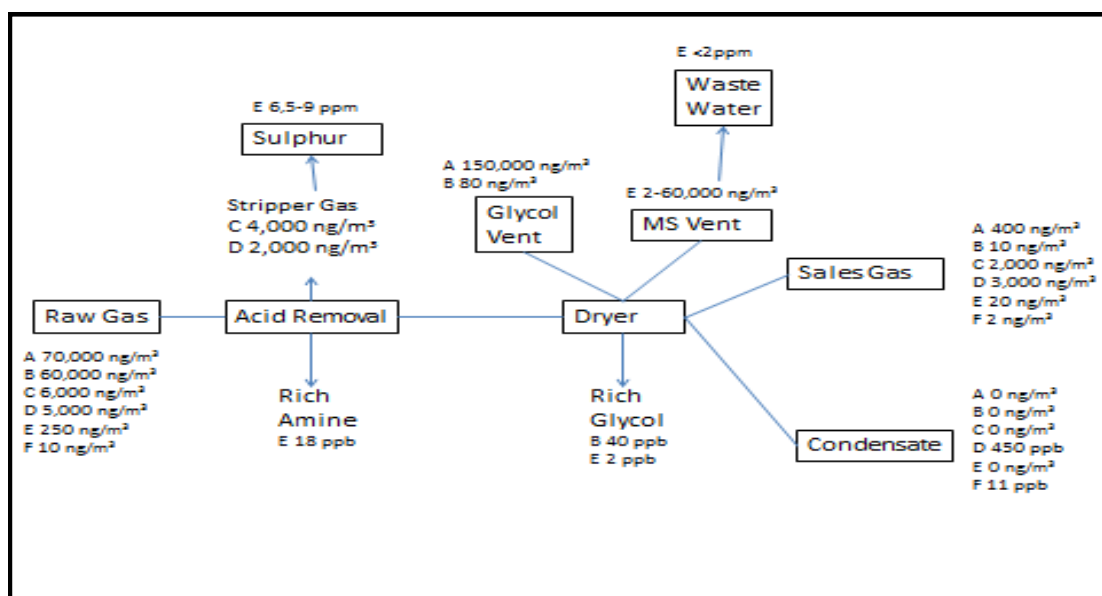 E <2ppm
Waste
Water
E 6,5-9 ppm
Sulphur
A 150,000 ng/m³
B 80 ng/m³
Glycol
Vent
E 2-60,000 ng/m³
MS Vent
Stripper Gas
C 4,000 ng/m³
D 2,000 ng/m³
A 400 ng/m³
B 10 ng/m³
C 2,000 ng/m³
D 3,000 ng/m³
E 20 ng/m³
F 2 ng/m³
Sales Gas
Raw Gas
Acid Removal
Dryer
A 70,000 ng/m³
B 60,000 ng/m³
C 6,000 ng/m³
D 5,000 ng/m³
E 250 ng/m³
F 10 ng/m³
Rich
Amine
E 18 ppb
Rich
Glycol
B 40 ppb
E 2 ppb
Condensate
A 0 ng/m³
B 0 ng/m³
C 0 ng/m³
D 450 ppb
E 0 ng/m³
F 11 ppb